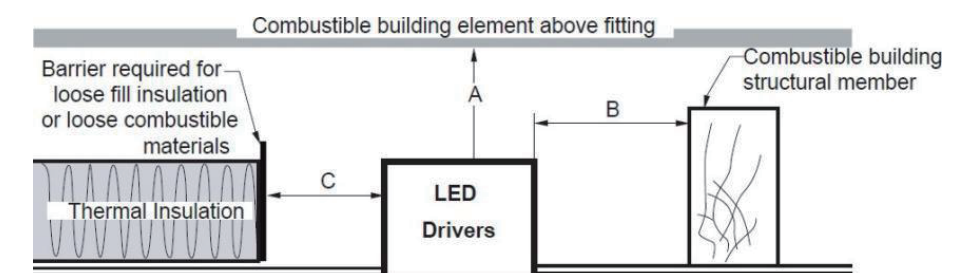 Combustible building element above fitting
Barrier required for
loose fill insulation
or loose combustible
materials
A
B
Combustible building
structural member
C
Thermal Insulation
LED
Drivers